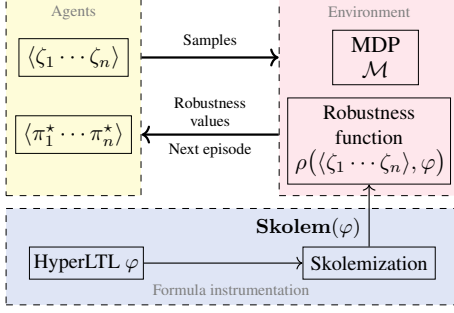 Agents
Environment
⟨ζ₁ ⋯ ζₙ⟩
Samples
MDP
ℳ
⟨π₁* ⋯ πₙ*⟩
Robustness
values
Next episode
Robustness
function
ρ(⟨ζ₁ ⋯ ζₙ⟩, φ)
Skolem(φ)
HyperLTL φ
Skolemization
Formula instrumentation